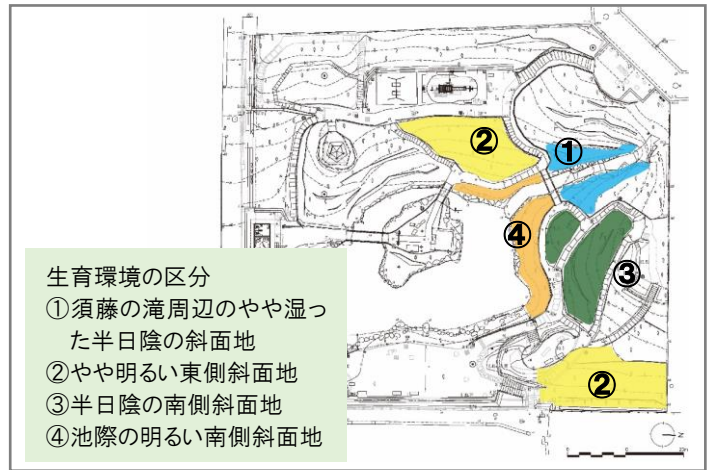 ②
①
④
③
②
生育環境の区分
①須藤の滝周辺のやや湿っ
た半日陰の斜面地
②やや明るい東側斜面地
③半日陰の南側斜面地
④池際の明るい南側斜面地
N